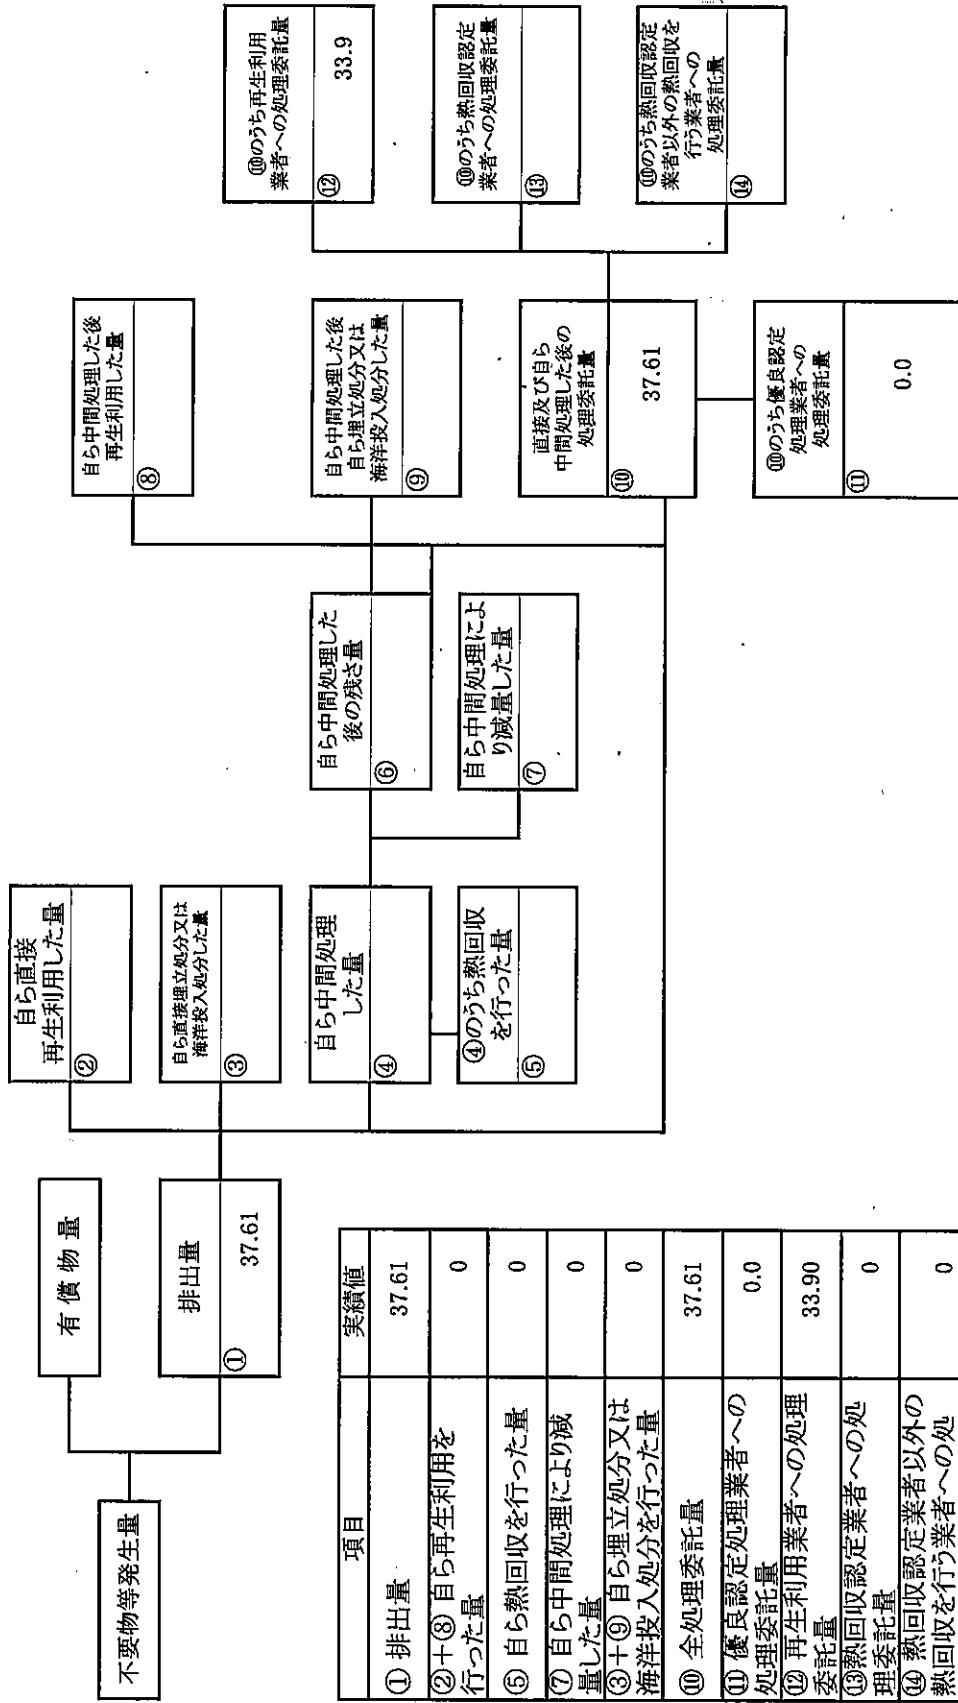 不要物等発生量
有償物量
排出量
①
37.61
自ら直接
再生利用した量
②
自ら直接埋立処分又は
海洋投入処分した量
③
自ら中間処理
した量
④
④のうち熱回収
を行った量
⑤
自ら中間処理した
後の残さ量
⑥
自ら中間処理によ
り減量した量
⑦
自ら中間処理した後
再生利用した量
⑧
自ら中間処理した後
自ら埋立処分又は
海洋投入処分した量
⑨
直接及び自ら
中間処理した後の
処理委託量
⑩
37.61
⑩のうち優良認定
処理業者への
処理委託量
⑪
0.0
⑩のうち再生利用
業者への処理委託量
⑫
33.9
⑩のうち熱回収認定
業者への処理委託量
⑬
⑩のうち熱回収認定
業者以外の熱回収を
行う業者への
処理委託量
⑭
項目 実績値
① 排出量 37.61
②+⑧ 自ら再生利用を
行った量 0
⑤ 自ら熱回収を行った量 0
⑦ 自ら中間処理により減
量した量 0
③+⑨ 自ら埋立処分又は
海洋投入処分を行った量 0
⑩ 全処理委託量 37.61
⑪ 優良認定処理業者への
処理委託量 0.0
⑫ 再生利用業者への処理
委託量 33.90
⑬熱回収認定業者への処
理委託量 0
⑭ 熱回収認定業者以外の
熱回収を行う業者への処 0